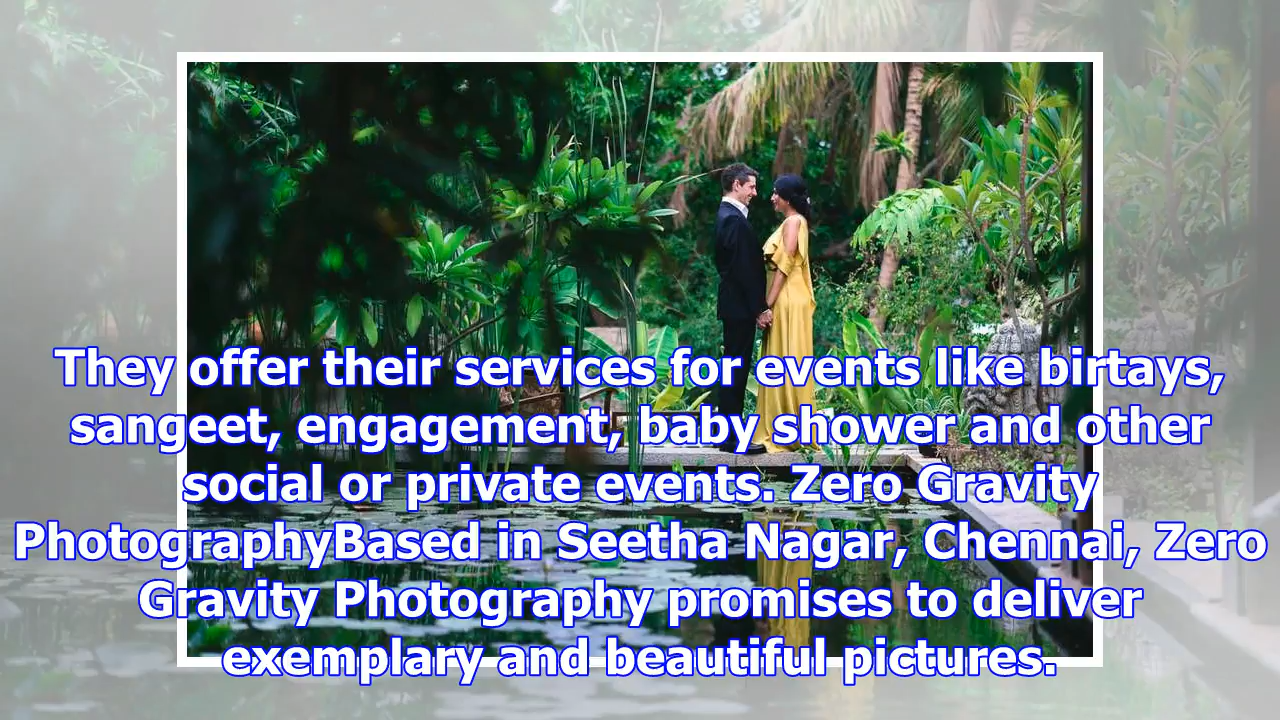 They offer their services for events like birtays,
sangeet, engagement, baby shower and other
social or private events. Zero Gravity
PhotographyBased in Seetha Nagar, Chennai, Zero
Gravity Photography promises to deliver
exemplary and beautiful pictures.